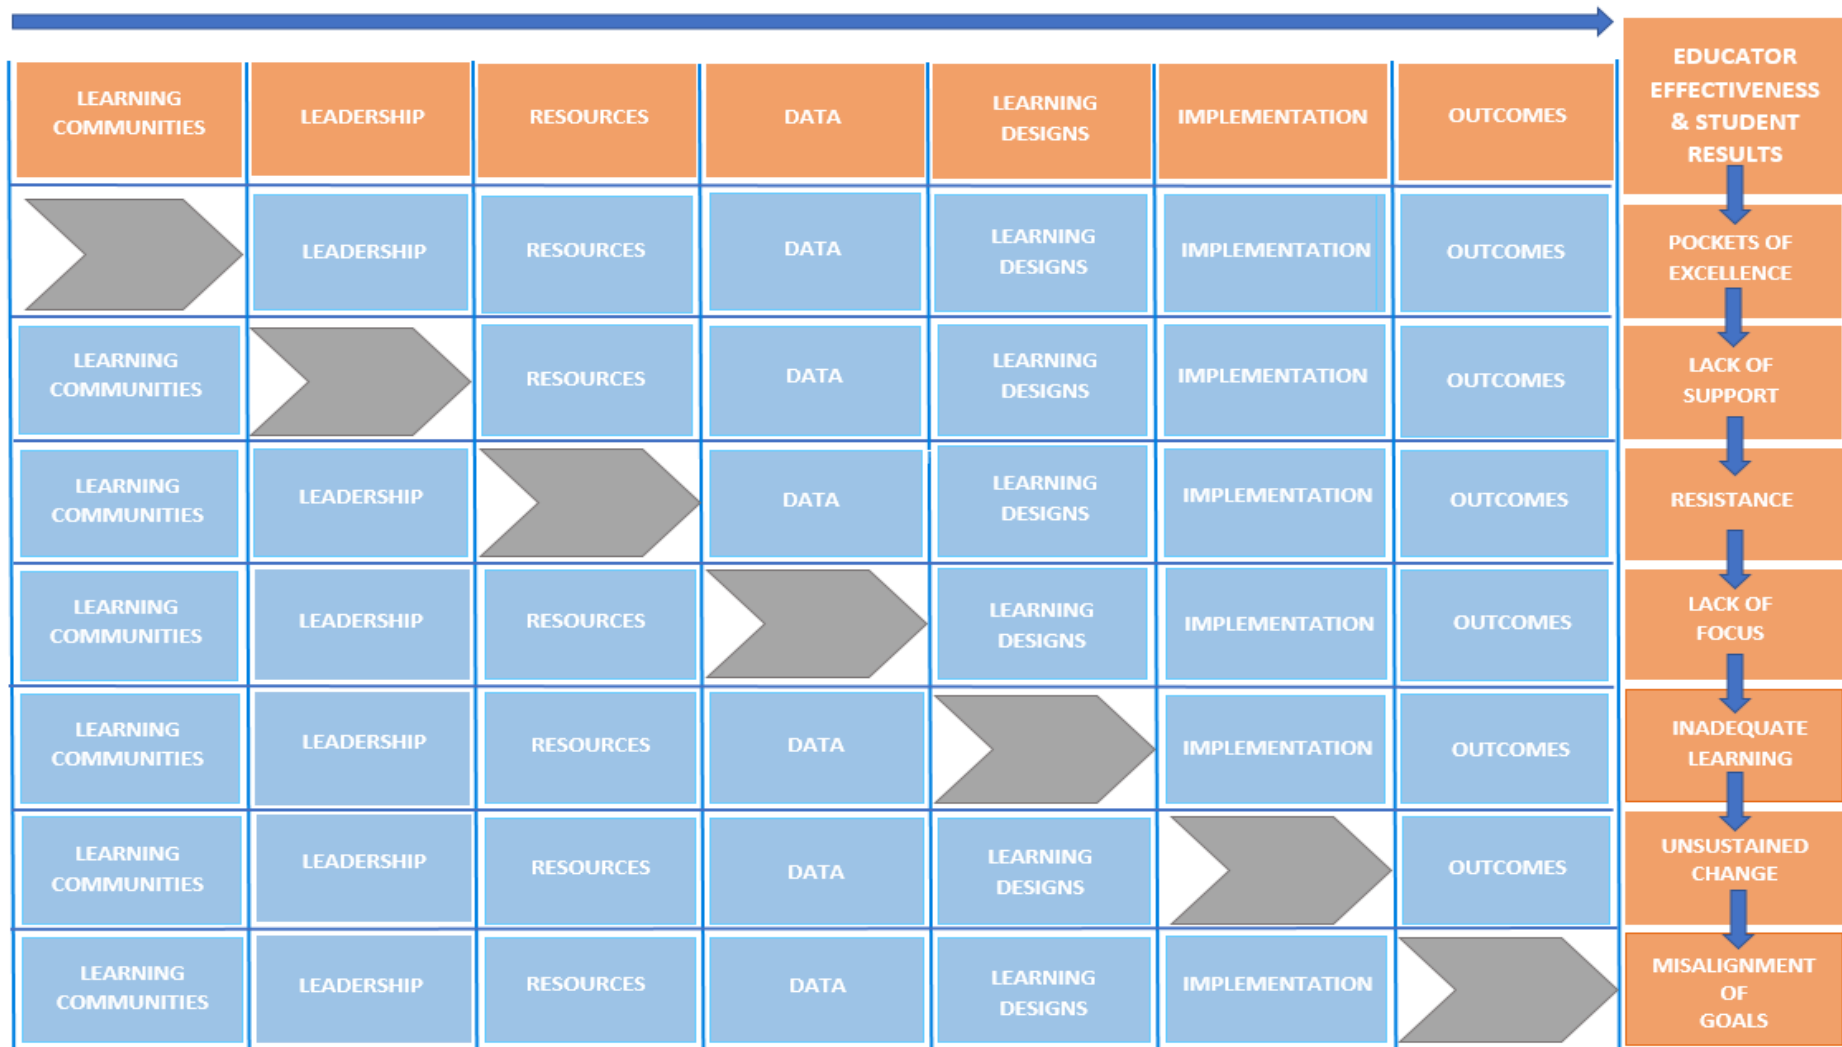 LEARNING
COMMUNITIES
LEADERSHIP
RESOURCES
DATA
LEARNING
DESIGNS
IMPLEMENTATION
OUTCOMES
EDUCATOR
EFFECTIVENESS
& STUDENT
RESULTS
LEADERSHIP
RESOURCES
DATA
LEARNING
DESIGNS
IMPLEMENTATION
OUTCOMES
POCKETS OF
EXCELLENCE
LEARNING
COMMUNITIES
RESOURCES
DATA
LEARNING
DESIGNS
IMPLEMENTATION
OUTCOMES
LACK OF
SUPPORT
LEARNING
COMMUNITIES
LEADERSHIP
DATA
LEARNING
DESIGNS
IMPLEMENTATION
OUTCOMES
RESISTANCE
LEARNING
COMMUNITIES
LEADERSHIP
RESOURCES
LEARNING
DESIGNS
IMPLEMENTATION
OUTCOMES
LACK OF
FOCUS
LEARNING
COMMUNITIES
LEADERSHIP
RESOURCES
DATA
IMPLEMENTATION
OUTCOMES
INADEQUATE
LEARNING
LEARNING
COMMUNITIES
LEADERSHIP
RESOURCES
DATA
LEARNING
DESIGNS
OUTCOMES
UNSUSTAINED
CHANGE
LEARNING
COMMUNITIES
LEADERSHIP
RESOURCES
DATA
LEARNING
DESIGNS
IMPLEMENTATION
MISALIGNMENT
OF
GOALS